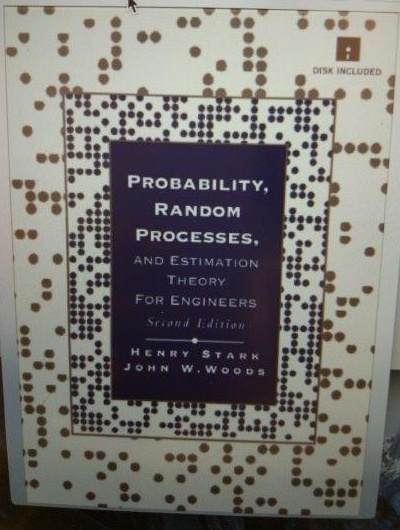 DISK INCLUDED
PROBABILITY,
RANDOM
PROCESSES,
AND ESTIMATION
THEORY
FOR ENGINEERS
Second Edition
HENRY STARK
JOHN W. WOODS